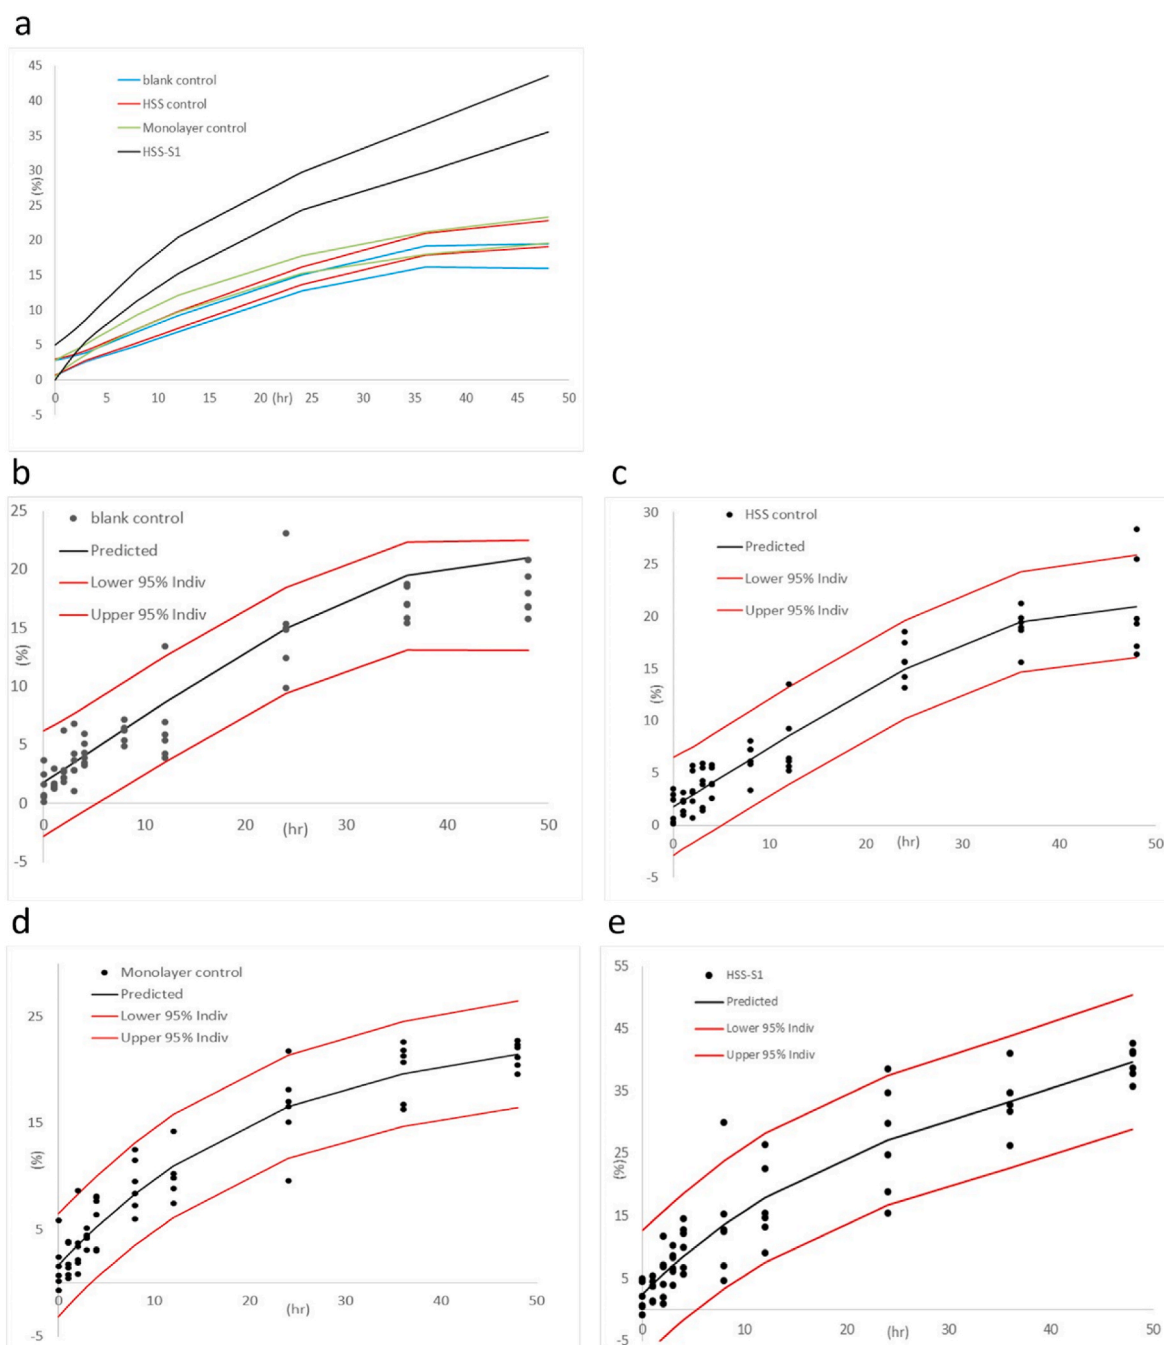 a
45
40
35
30
25
20
15
10
5
0
-5
(%)
blank control
HSS control
Monolayer control
HSS-S1
0 5 10 15 20 (hr) 25 30 35 40 45 50
b
25
20
15
10
5
0
-5
(%)
blank control
Predicted
Lower 95% Indiv
Upper 95% Indiv
0 10 (hr) 30 40 50
c
30
25
20
15
10
5
0
-5
(%)
HSS control
Predicted
Lower 95% Indiv
Upper 95% Indiv
0 10 20 (hr) 30 40 50
d
25
15
5
-5
(%)
Monolayer control
Predicted
Lower 95% Indiv
Upper 95% Indiv
0 10 20 (hr) 30 40 50
e
55
45
35
25
15
5
-5
(%)
HSS-S1
Predicted
Lower 95% Indiv
Upper 95% Indiv
0 10 20 (hr) 30 40 50